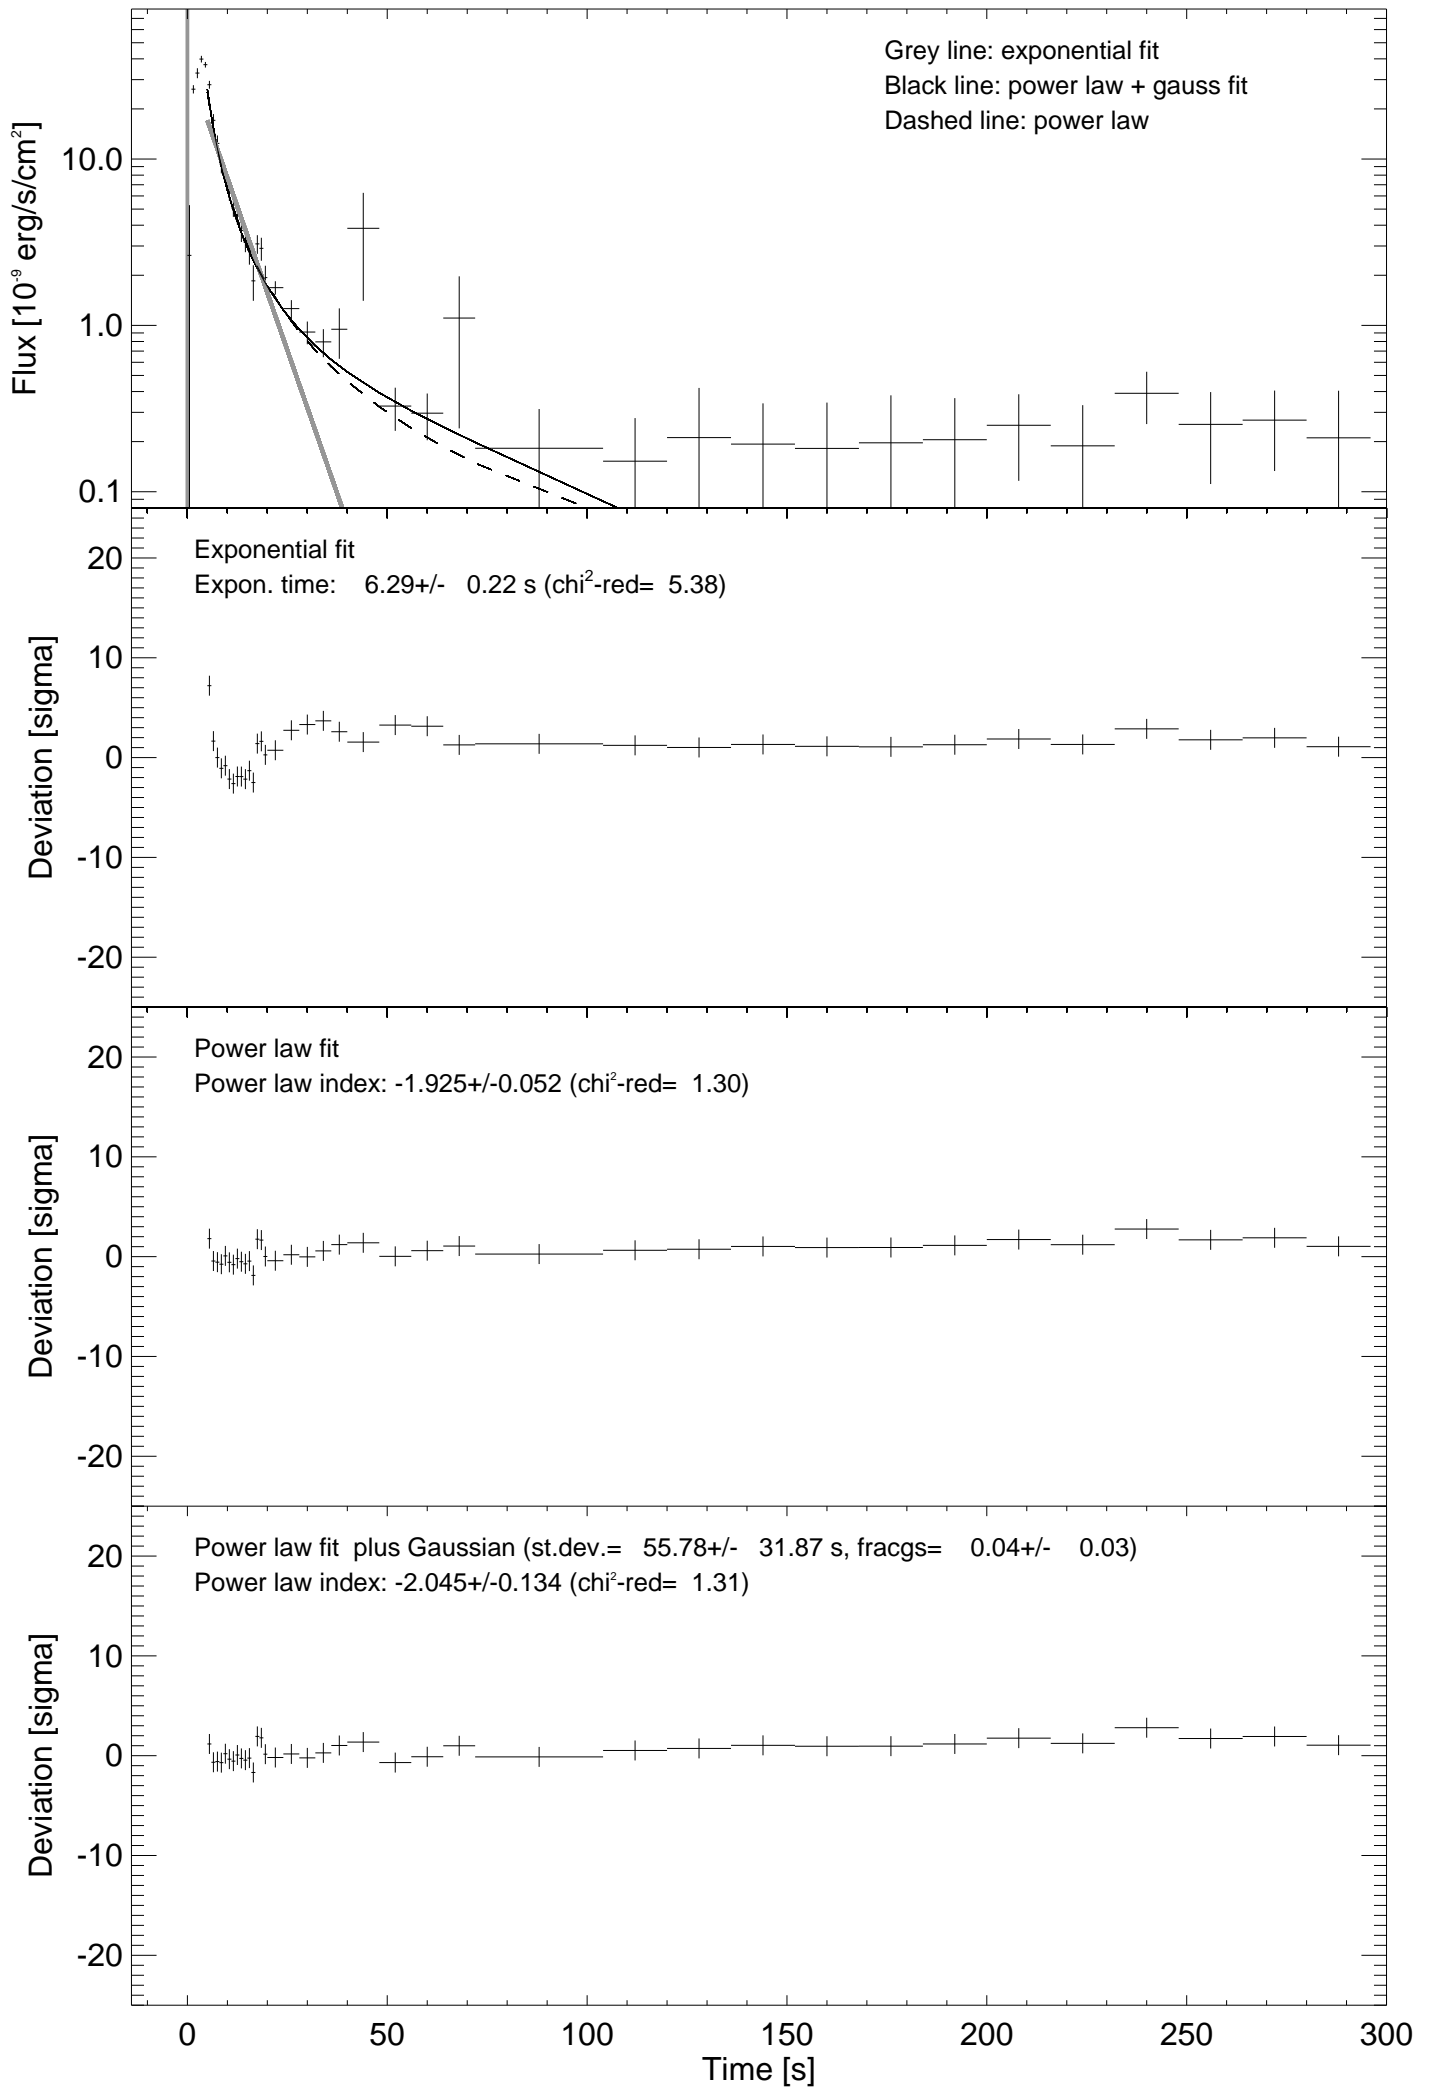 Grey line: exponential fit
Black line: power law + gauss fit
Dashed line: power law
10.0
1.0
0.1
Flux [10⁻⁹ erg/s/cm²]
Exponential fit
Expon. time: 6.29+/- 0.22 s (chi²-red= 5.38)
20
10
0
-10
-20
Deviation [sigma]
Power law fit
Power law index: -1.925+/-0.052 (chi²-red= 1.30)
20
10
0
-10
-20
Deviation [sigma]
Power law fit plus Gaussian (st.dev.= 55.78+/- 31.87 s, fracgs= 0.04+/- 0.03)
Power law index: -2.045+/-0.134 (chi²-red= 1.31)
20
10
0
-10
-20
Deviation [sigma]
0 50 100 150 200 250 300
Time [s]